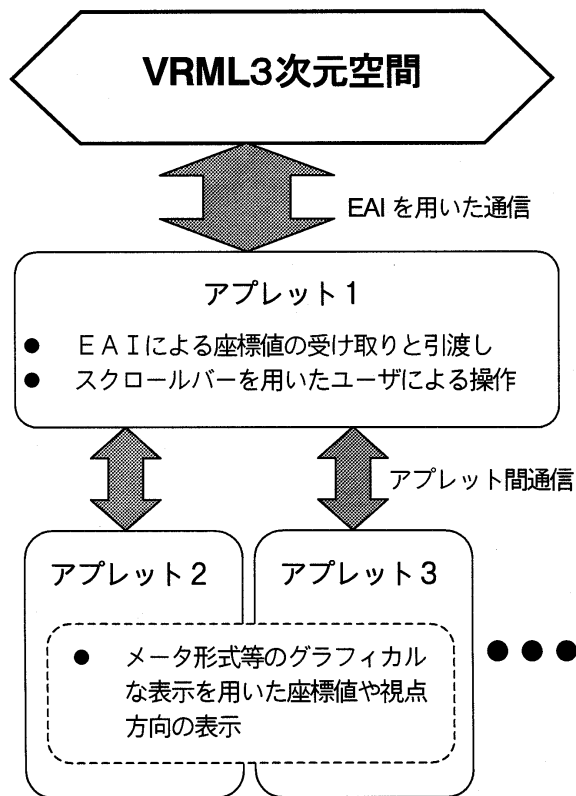 VRML3次元空間
EAIを用いた通信
アプレット1
● ＥＡＩによる座標値の受け取りと引渡し
● スクロールバーを用いたユーザによる操作
アプレット間通信
アプレット2
アプレット3
● メータ形式等のグラフィカル
な表示を用いた座標値や視点
方向の表示
●●●